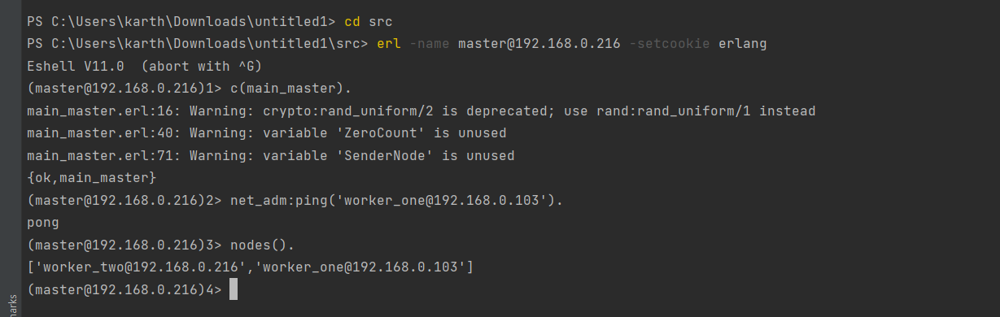 PS C:\Users\karth\Downloads\untitled1> cd src
PS C:\Users\karth\Downloads\untitled1\src> erl -name master@192.168.0.216 -setcookie erlang
Eshell V11.0  (abort with ^G)
(master@192.168.0.216)1> c(main_master).
main_master.erl:16: Warning: crypto:rand_uniform/2 is deprecated; use rand:rand_uniform/1 instead
main_master.erl:40: Warning: variable 'ZeroCount' is unused
main_master.erl:71: Warning: variable 'SenderNode' is unused
{ok,main_master}
(master@192.168.0.216)2> net_adm:ping('worker_one@192.168.0.103').
pong
(master@192.168.0.216)3> nodes().
['worker_two@192.168.0.216','worker_one@192.168.0.103']
(master@192.168.0.216)4>